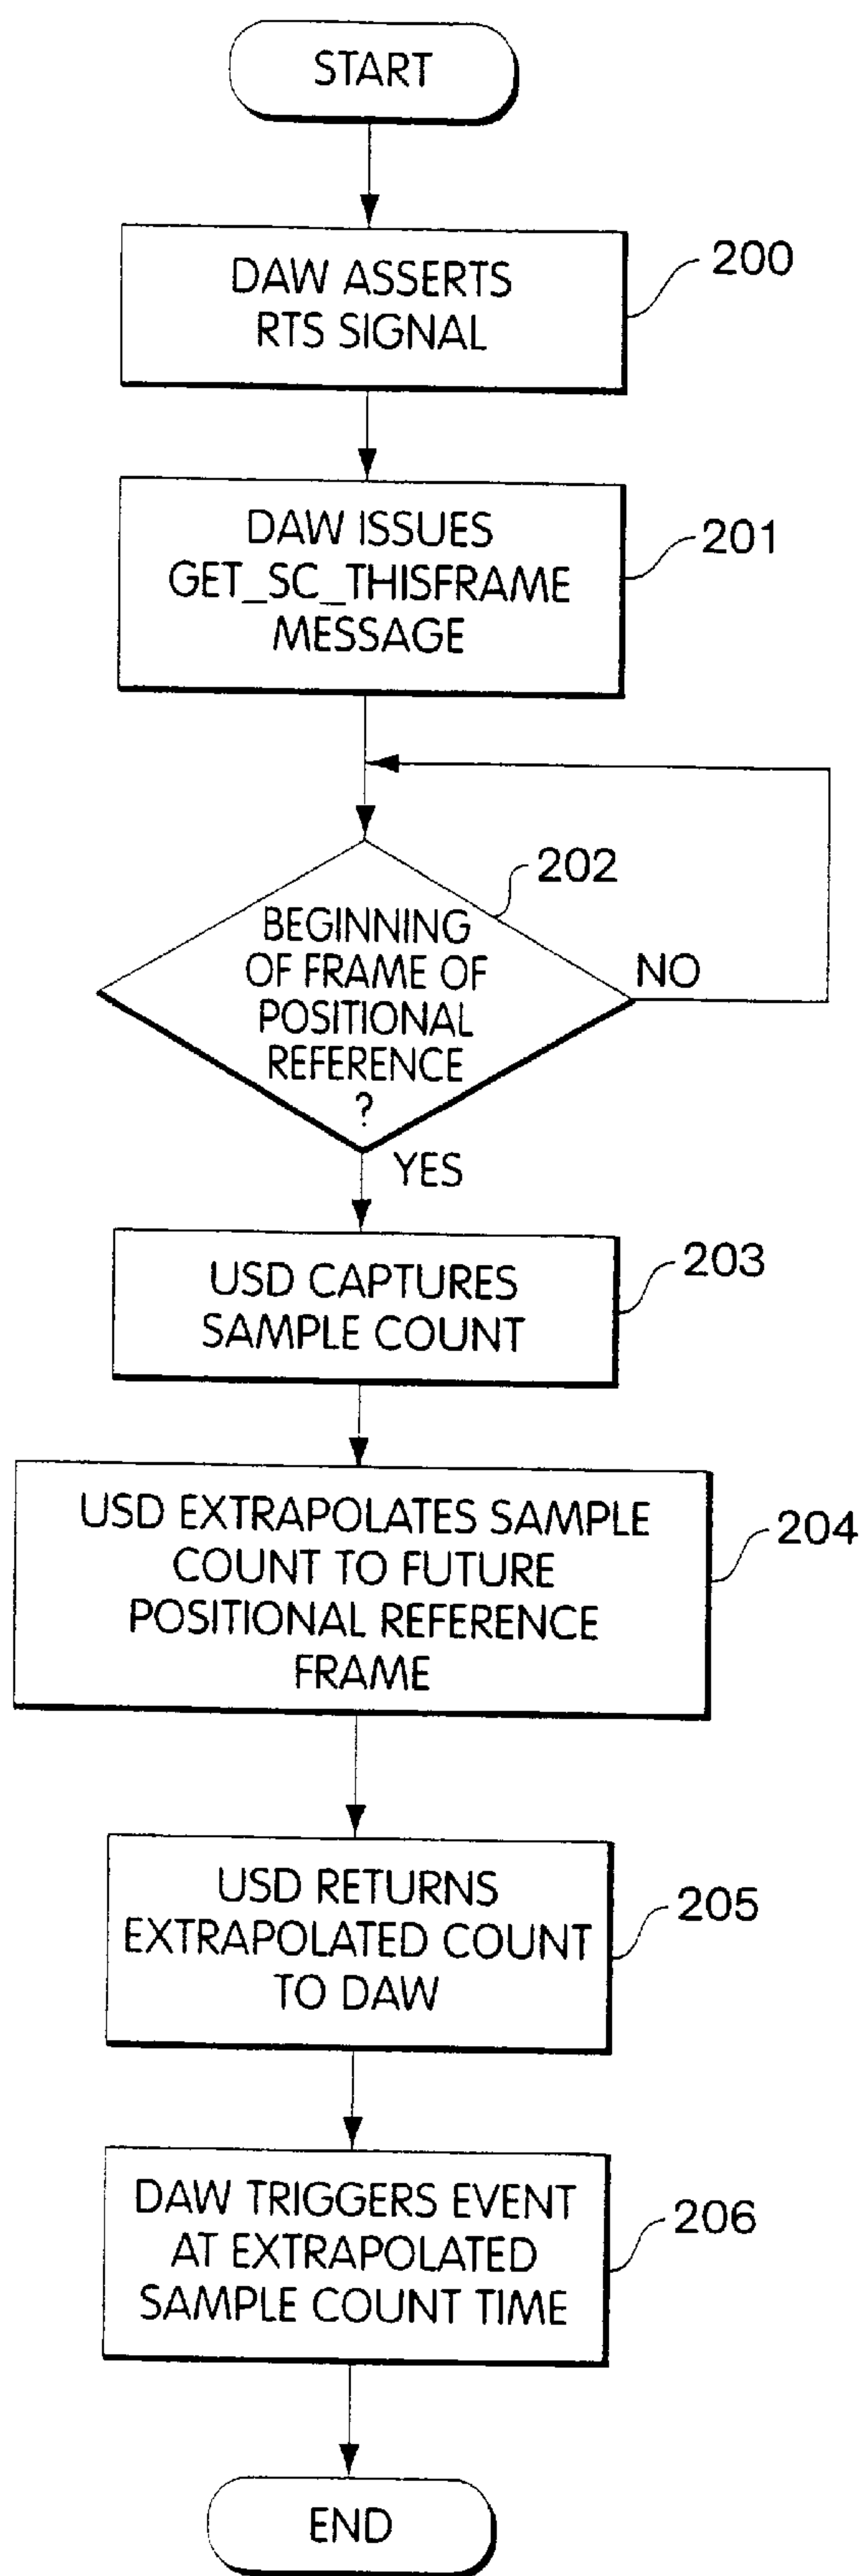 START
DAW ASSERTS
RTS SIGNAL
200
DAW ISSUES
GET_SC_THISFRAME
MESSAGE
201
202
BEGINNING
OF FRAME OF
POSITIONAL
REFERENCE
?
NO
YES
USD CAPTURES
SAMPLE COUNT
203
USD EXTRAPOLATES SAMPLE
COUNT TO FUTURE
POSITIONAL REFERENCE
FRAME
204
USD RETURNS
EXTRAPOLATED COUNT
TO DAW
205
DAW TRIGGERS EVENT
AT EXTRAPOLATED
SAMPLE COUNT TIME
206
END